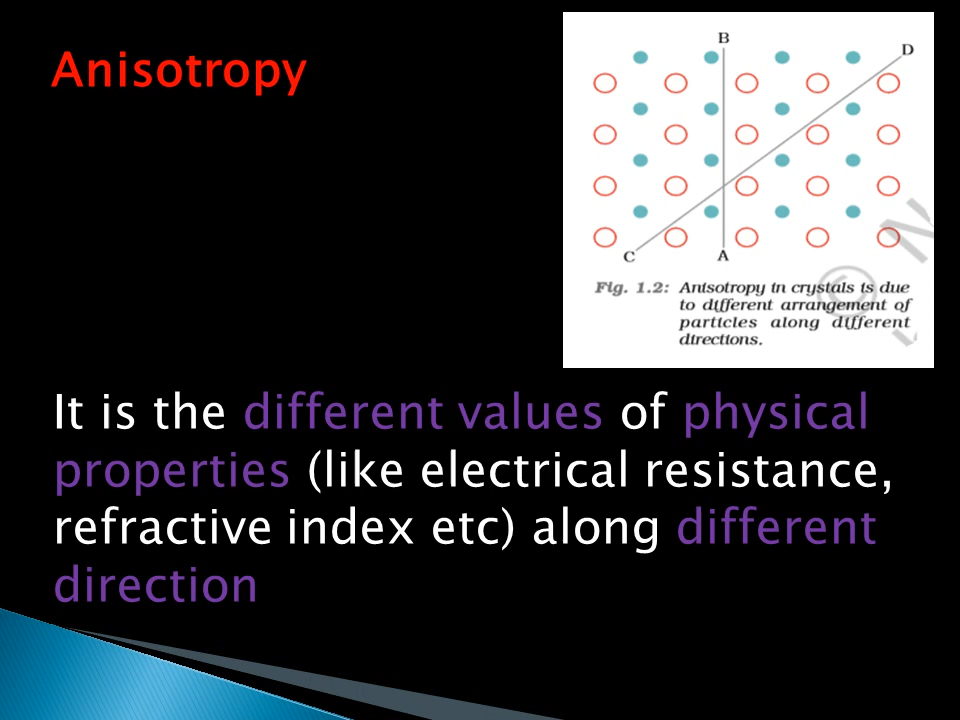 Anisotropy
B
D
C
A
Fig. 1.2: Anisotropy in crystals is due
to different arrangement of
particles along different
directions.
© N
It is the different values of physical
properties (like electrical resistance,
refractive index etc) along different
direction